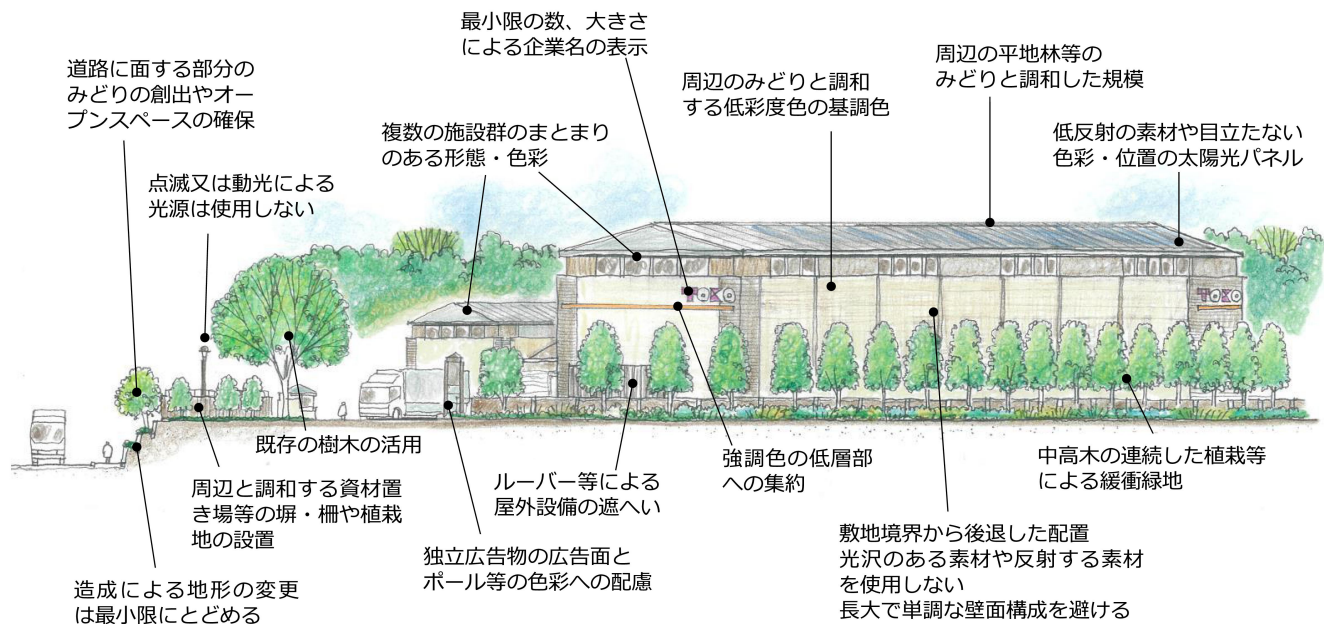 最小限の数、大きさ
による企業名の表示
道路に面する部分の
みどりの創出やオー
プンスペースの確保
周辺のみどりと調和
する低彩度色の基調色
周辺の平地林等の
みどりと調和した規模
複数の施設群のまとまり
のある形態・色彩
低反射の素材や目立たない
色彩・位置の太陽光パネル
点滅又は動光による
光源は使用しない
TOKO
TOKO
既存の樹木の活用
周辺と調和する資材置
き場等の塀・柵や植栽
地の設置
ルーバー等による
屋外設備の遮へい
強調色の低層部
への集約
中高木の連続した植栽等
による緩衝緑地
造成による地形の変更
は最小限にとどめる
独立広告物の広告面と
ポール等の色彩への配慮
敷地境界から後退した配置
光沢のある素材や反射する素材
を使用しない
長大で単調な壁面構成を避ける